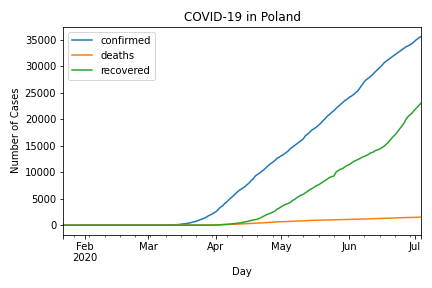 COVID-19 in Poland
confirmed
deaths
recovered
Number of Cases
35000
30000
25000
20000
15000
10000
5000
0
Feb
2020
Mar
Apr
May
Jun
Jul
Day